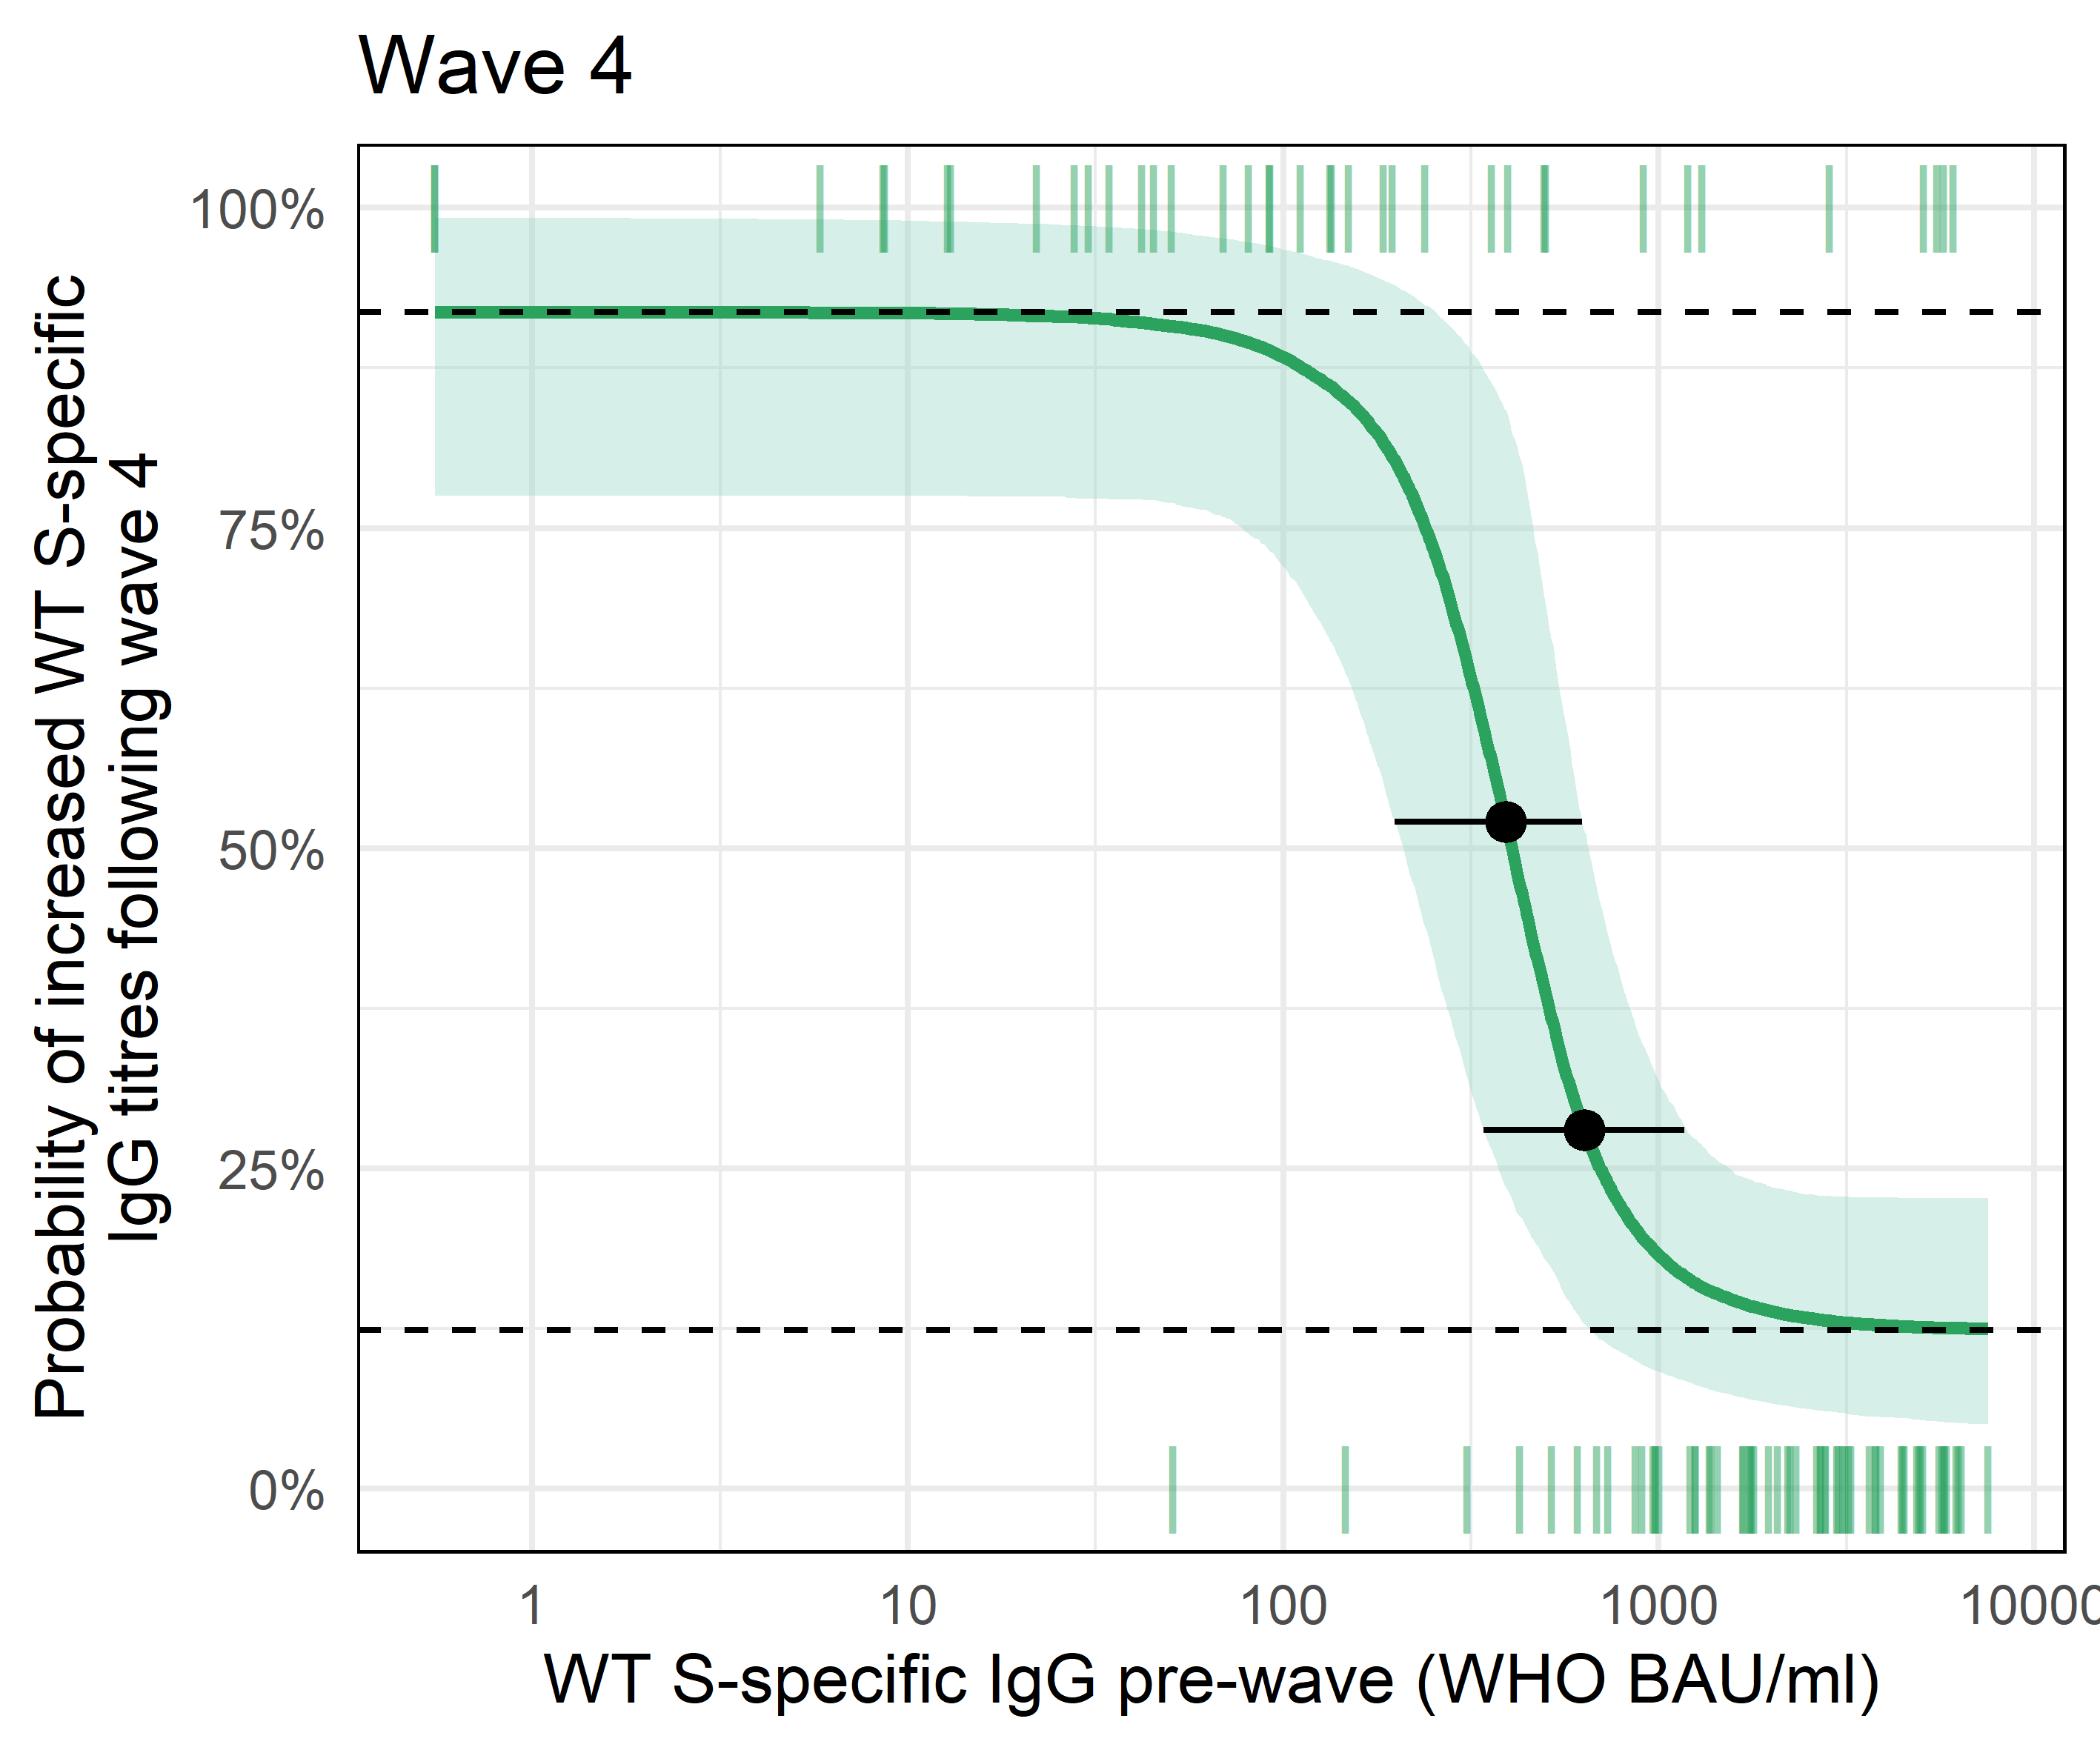 Wave 4
Probability of increased WT S-specific
IgG titres following wave 4
100%
75%
50%
25%
0%
1
10
100
1000
10000
WT S-specific IgG pre-wave (WHO BAU/ml)